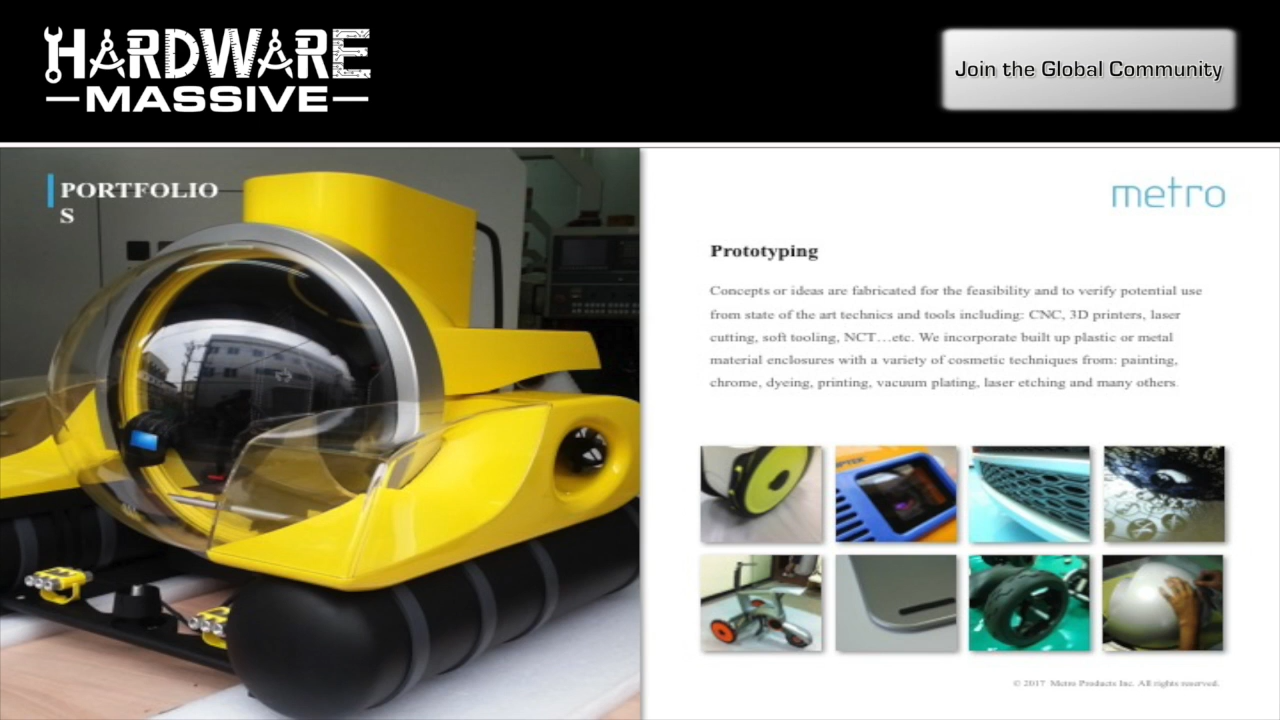 HARDWARE
MASSIVE
Join the Global Community
PORTFOLIO
S
metro
Prototyping
Concepts or ideas are fabricated for the feasibility and to verify potential use
from state of the art technics and tools including: CNC, 3D printers, laser
cutting, soft tooling, NCT…etc. We incorporate built up plastic or metal
material enclosures with a variety of cosmetic techniques from: painting,
chrome, dyeing, printing, vacuum plating, laser etching and many others.
© 2017 Metro Products Inc. All rights reserved.